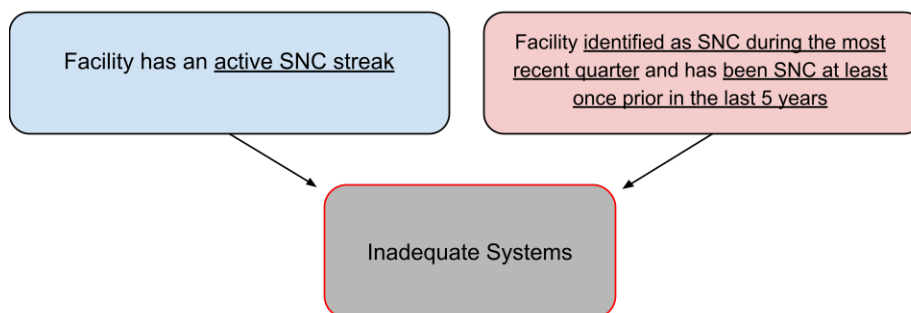 Facility has an active SNC streak
Facility identified as SNC during the most
recent quarter and has been SNC at least
once prior in the last 5 years
Inadequate Systems